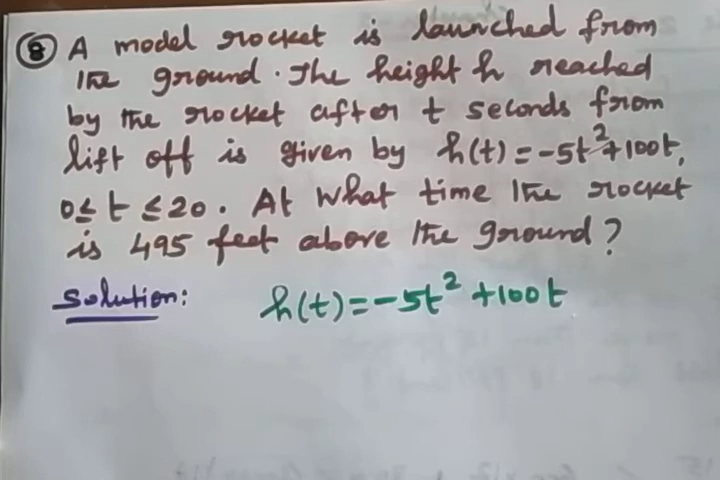 ⑧ A model rocket is launched from
the ground. The height h reached
by the rocket after t seconds from
lift off is given by h(t)=-5t²+100t,
0≤t≤20. At what time the rocket
is 495 feet above the ground?
Solution: h(t)=-5t²+100t